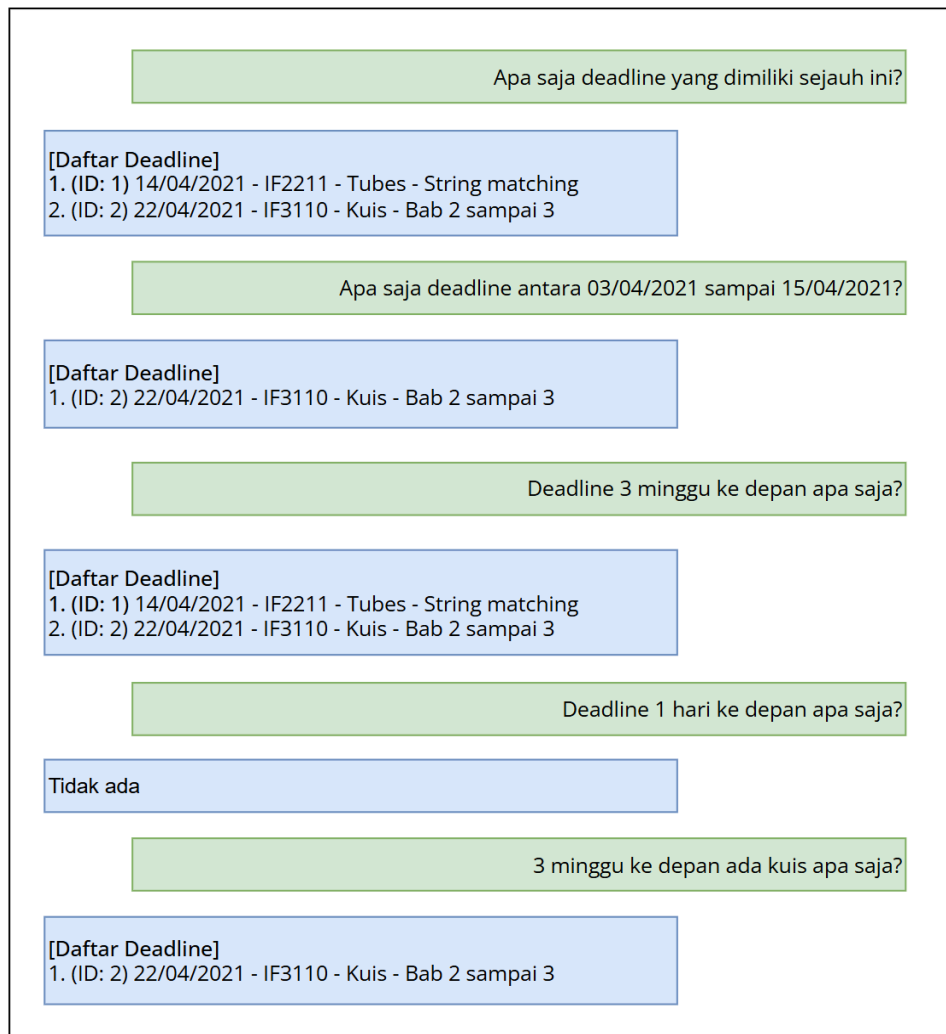 Apa saja deadline yang dimiliki sejauh ini?
[Daftar Deadline]
1. (ID: 1) 14/04/2021 - IF2211 - Tubes - String matching
2. (ID: 2) 22/04/2021 - IF3110 - Kuis - Bab 2 sampai 3
Apa saja deadline antara 03/04/2021 sampai 15/04/2021?
[Daftar Deadline]
1. (ID: 2) 22/04/2021 - IF3110 - Kuis - Bab 2 sampai 3
Deadline 3 minggu ke depan apa saja?
[Daftar Deadline]
1. (ID: 1) 14/04/2021 - IF2211 - Tubes - String matching
2. (ID: 2) 22/04/2021 - IF3110 - Kuis - Bab 2 sampai 3
Deadline 1 hari ke depan apa saja?
Tidak ada
3 minggu ke depan ada kuis apa saja?
[Daftar Deadline]
1. (ID: 2) 22/04/2021 - IF3110 - Kuis - Bab 2 sampai 3